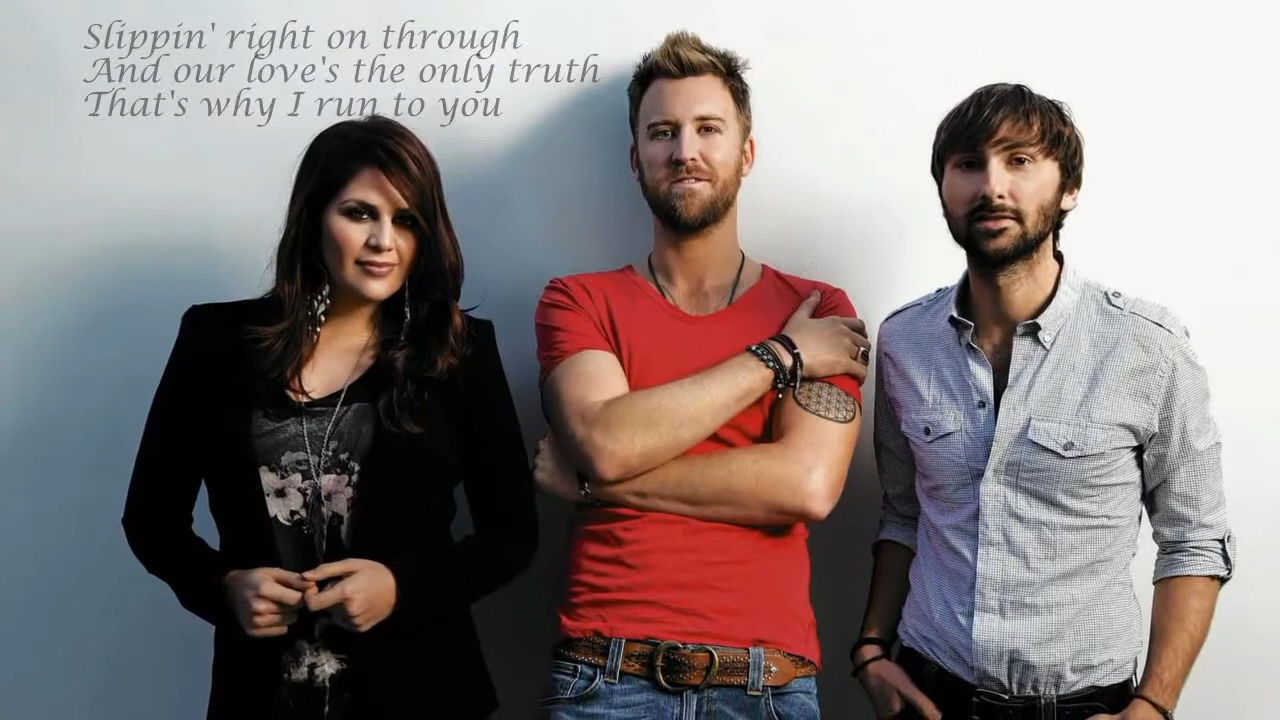 Slippin' right on through
And our love's the only truth
That's why I run to you